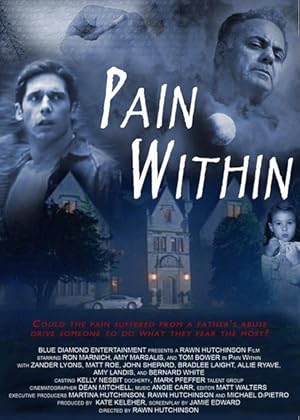 PAIN
WITHIN
COULD THE PAIN SUFFERED FROM A FATHER'S ABUSE
DRIVE SOMEONE TO DO WHAT THEY FEAR THE MOST?
BLUE DIAMOND ENTERTAINMENT PRESENTS A RAWN HUTCHINSON FILM
STARRING RON MARNICH, AMY MARSALIS, AND TOM BOWER IN PAIN WITHIN
WITH ZANDER LYONS, MATT ROE, JOHN SHEPARD, BRADLEE LAIGHT, ALLIE RYAVE,
AMY LANDIS, AND BERNARD WHITE
CASTING KELLY NESBIT DOUGHERTY, MARK PFEFFER TALENT GROUP
CINEMATOGRAPHER DEAN MITCHELL, MUSIC ANGIE CARR, EDITOR MATT WALTERS
EXECUTIVE PRODUCERS MARTINA HUTCHINSON, RAWN HUTCHINSON AND MICHAEL DIPIETRO
PRODUCED BY KATE KELEHER, SCREENPLAY BY JAMIE EDWARD
DIRECTED BY RAWN HUTCHINSON